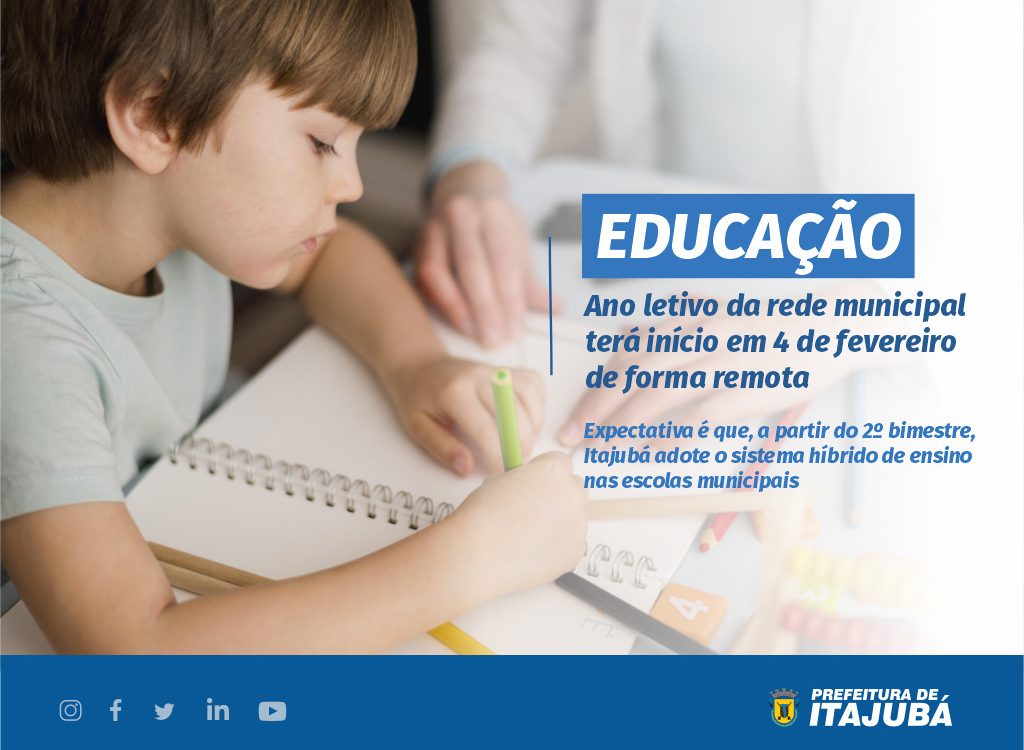 EDUCAÇÃO
Ano letivo da rede municipal
terá início em 4 de fevereiro
de forma remota
Expectativa é que, a partir do 2º bimestre,
Itajubá adote o sistema híbrido de ensino
nas escolas municipais
4
PREFEITURA DE
ITAJUBÁ